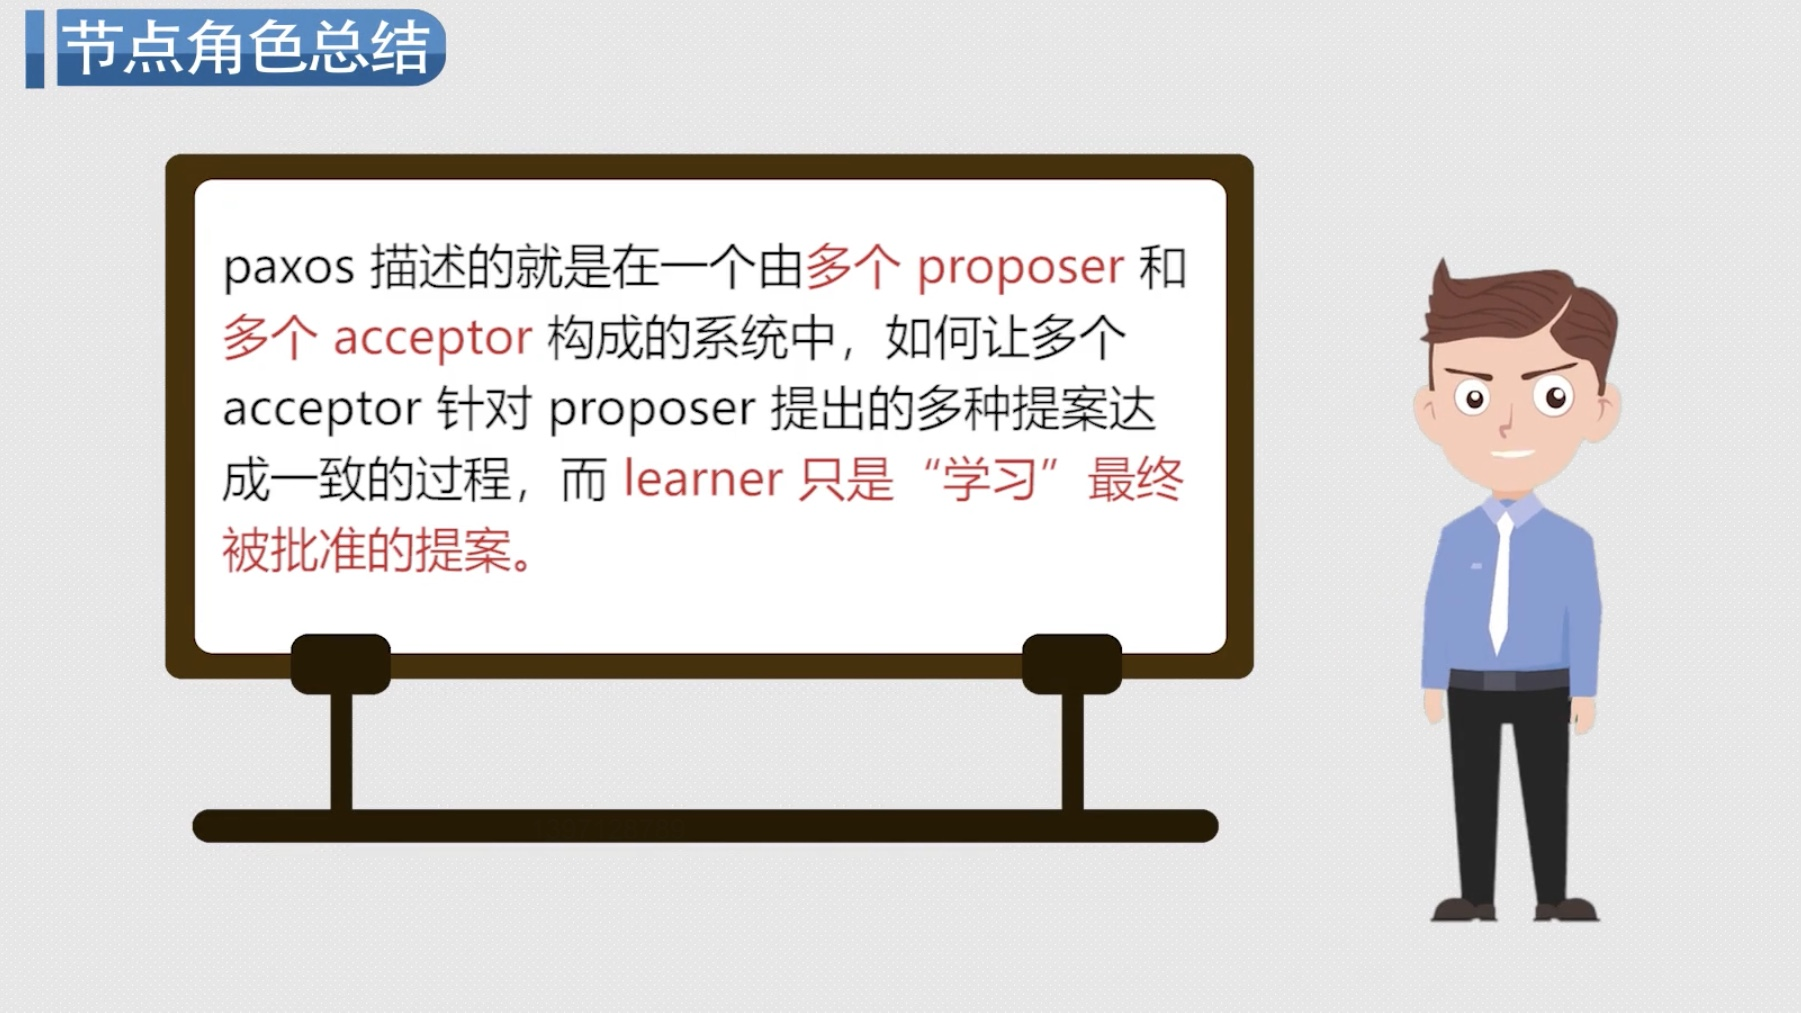 节点角色总结
paxos 描述的就是在一个由多个 proposer 和
多个 acceptor 构成的系统中，如何让多个
acceptor 针对 proposer 提出的多种提案达
成一致的过程，而 learner 只是“学习”最终
被批准的提案。